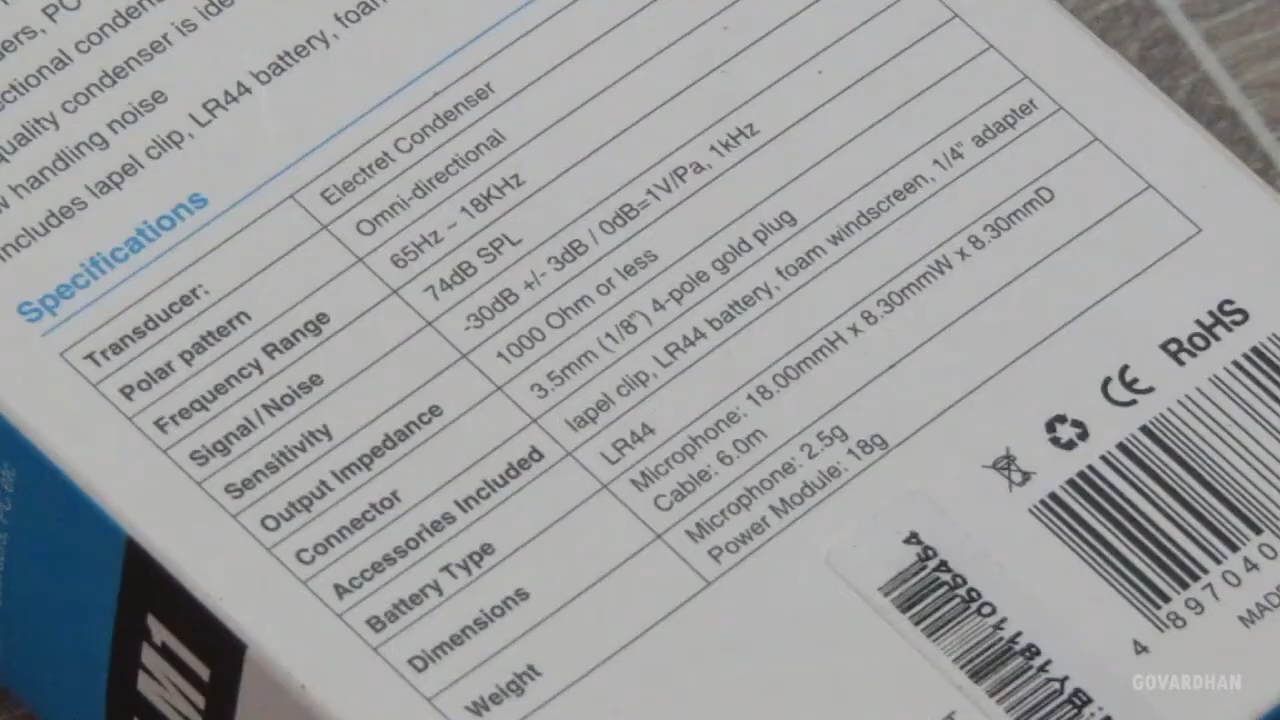 ders, PC
ctional conden
quality condenser is ide
w handling noise
includes lapel clip, LR44 battery, foam
Specifications
Transducer: Electret Condenser
Polar pattern Omni-directional
Frequency Range 65Hz ~ 18KHz
Signal/Noise 74dB SPL
Sensitivity -30dB +/- 3dB / 0dB=1V/Pa, 1kHz
Output Impedance 1000 Ohm or less
Connector 3.5mm (1/8") 4-pole gold plug
Accessories Included lapel clip, LR44 battery, foam windscreen, 1/4" adapter
Battery Type LR44
Dimensions Microphone: 18.00mmH x 8.30mmW x 8.30mmD
Cable: 6.0m
Weight Microphone: 2.5g
Power Module: 18g
CE RoHS
4 897040
MADE
M1
GOVARDHAN